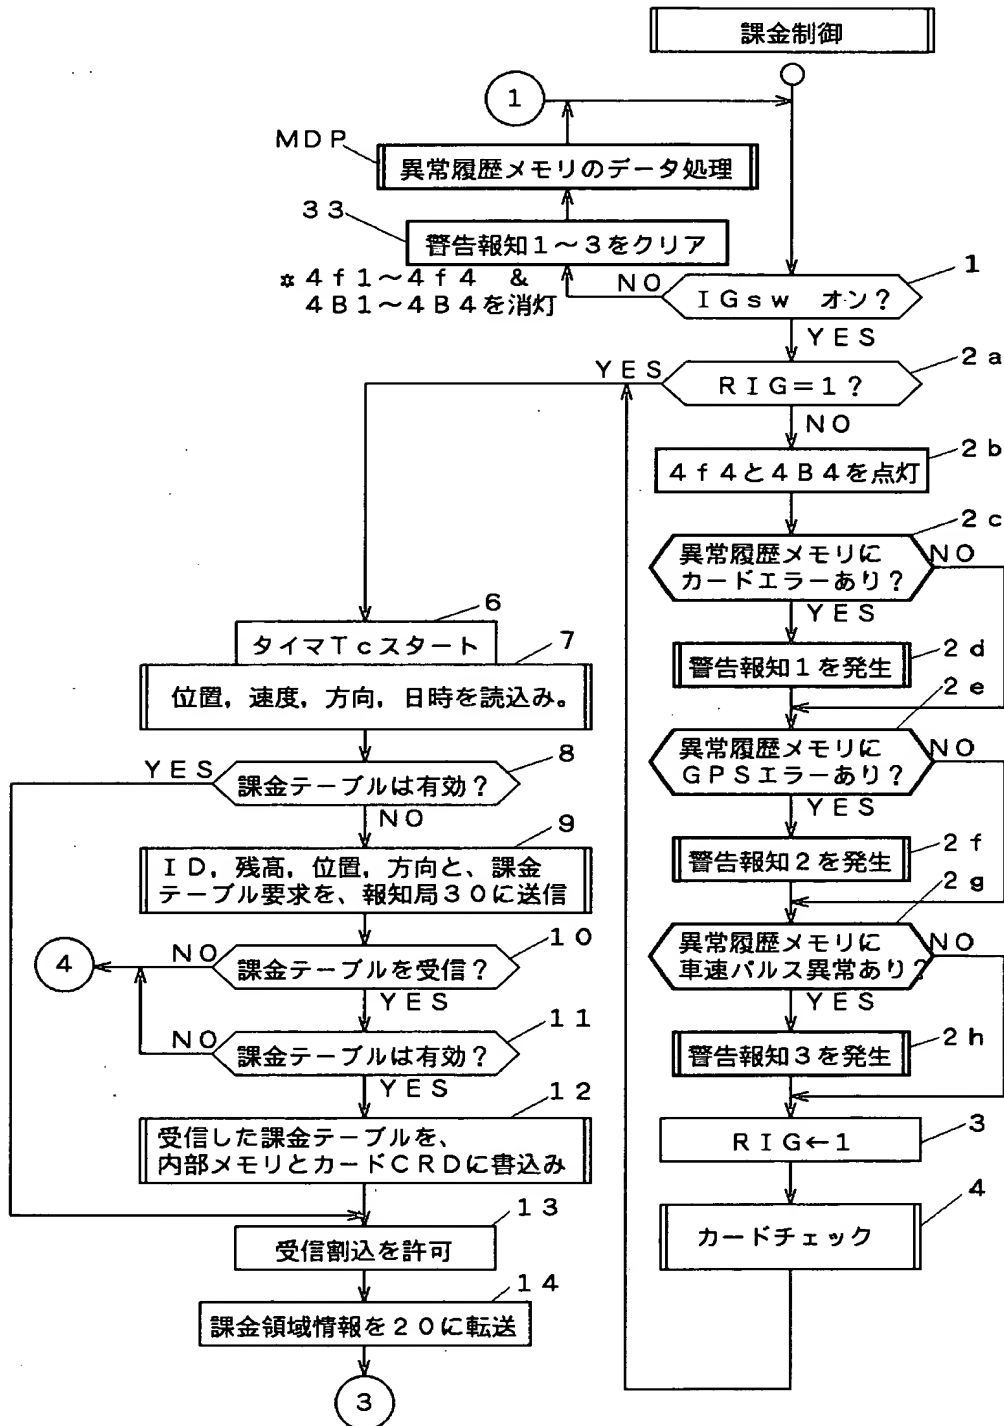 課金制御
1
MDP
異常履歴メモリのデータ処理
33
警告報知1~3をクリア
*4f1~4f4 &
4B1~4B4を消灯
NO
IGsw オン?
1
YES
YES
RIG=1?
2a
NO
4f4と4B4を点灯
2b
異常履歴メモリに
カードエラーあり?
2c
NO
YES
警告報知1を発生
2d
異常履歴メモリに
GPSエラーあり?
2e
NO
YES
警告報知2を発生
2f
異常履歴メモリに
車速パルス異常あり?
2g
NO
YES
警告報知3を発生
2h
RIG←1
3
カードチェック
4
タイマTcスタート
6
位置,速度,方向,日時を読込み。
7
YES
課金テーブルは有効?
8
NO
ID,残高,位置,方向と、課金
テーブル要求を、報知局30に送信
9
4
NO
課金テーブルを受信?
10
YES
NO
課金テーブルは有効?
11
YES
受信した課金テーブルを、
内部メモリとカードCRDに書込み
12
受信割込を許可
13
課金領域情報を20に転送
14
3